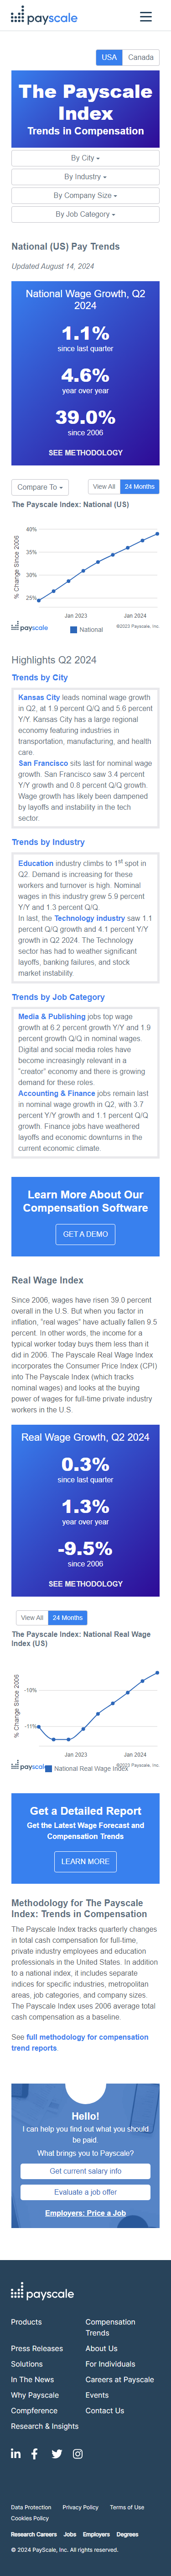 payscale
USA Canada
The Payscale
Index
Trends in Compensation
By City
By Industry
By Company Size
By Job Category
National (US) Pay Trends
Updated August 14, 2024
National Wage Growth, Q2
2024
1.1%
since last quarter
4.6%
year over year
39.0%
since 2006
SEE METHODOLOGY
Compare To View All 24 Months
The Payscale Index: National (US)
% Change Since 2006
40%
35%
30%
25%
Jan 2023 Jan 2024
payscale National ©2022 Payscale, Inc.
Highlights Q2 2024
Trends by City
Kansas City leads nominal wage growth
in Q2, at 1.9 percent Q/Q and 5.6 percent
Y/Y. Kansas City has a large regional
economy featuring industries in
transportation, manufacturing, and health
care.
San Francisco sits last for nominal wage
growth. San Francisco saw 3.4 percent
Y/Y growth and 0.8 percent Q/Q growth.
Wage growth has likely been dampened
by layoffs and instability in the tech
sector.
Trends by Industry
Education industry climbs to 1st spot in
Q2. Demand is increasing for these
workers and turnover is high. Nominal
wages in this industry grew 5.9 percent
Y/Y and 1.3 percent Q/Q.
In last, the Technology industry saw 1.1
percent Q/Q growth and 4.1 percent Y/Y
growth in Q2 2024. The Technology
sector has had to weather significant
layoffs, banking failures, and stock
market instability.
Trends by Job Category
Media & Publishing jobs top wage
growth at 6.2 percent growth Y/Y and 1.9
percent growth Q/Q in nominal wages.
Digital and social media roles have
become increasingly relevant in a
"creator" economy and there is growing
demand for these roles.
Accounting & Finance jobs remain last
in nominal wage growth in Q2, with 3.7
percent Y/Y growth and 1.1 percent Q/Q
growth. Finance jobs have weathered
layoffs and economic downturns in the
current economic climate.
Learn More About Our
Compensation Software
GET A DEMO
Real Wage Index
Since 2006, wages have risen 39.0 percent
overall in the U.S. But when you factor in
inflation, "real wages" have actually fallen 9.5
percent. In other words, the income for a
typical worker today buys them less than it
did in 2006. The Payscale Real Wage Index
incorporates the Consumer Price Index (CPI)
into The Payscale Index (which tracks
nominal wages) and looks at the buying
power of wages for full-time private industry
workers in the U.S.
Real Wage Growth, Q2 2024
0.3%
since last quarter
1.3%
year over year
-9.5%
since 2006
SEE METHODOLOGY
View All 24 Months
The Payscale Index: National Real Wage
Index (US)
% Change Since 2006
-10%
-11%
Jan 2023 Jan 2024
payscale National Real Wage Index ©2022 Payscale, Inc.
Get a Detailed Report
Get the Latest Wage Forecast and
Compensation Trends
LEARN MORE
Methodology for The Payscale
Index: Trends in Compensation
The Payscale Index tracks quarterly changes
in total cash compensation for full-time,
private industry employees and education
professionals in the United States. In addition
to a national index, it includes separate
indices for specific industries, metropolitan
areas, job categories, and company sizes.
The Payscale Index uses 2006 average total
cash compensation as a baseline.
See full methodology for compensation
trend reports.
Hello!
I can help you find out what you should
be paid.
What brings you to Payscale?
Get current salary info
Evaluate a job offer
Employers: Price a Job
payscale
Products Compensation
Trends
Press Releases About Us
Solutions For Individuals
In The News Careers at Payscale
Why Payscale Events
Compference Contact Us
Research & Insights
Data Protection Privacy Policy Terms of Use
Cookies Policy
Research Careers Jobs Employers Degrees
© 2024 PayScale, Inc. All rights reserved.